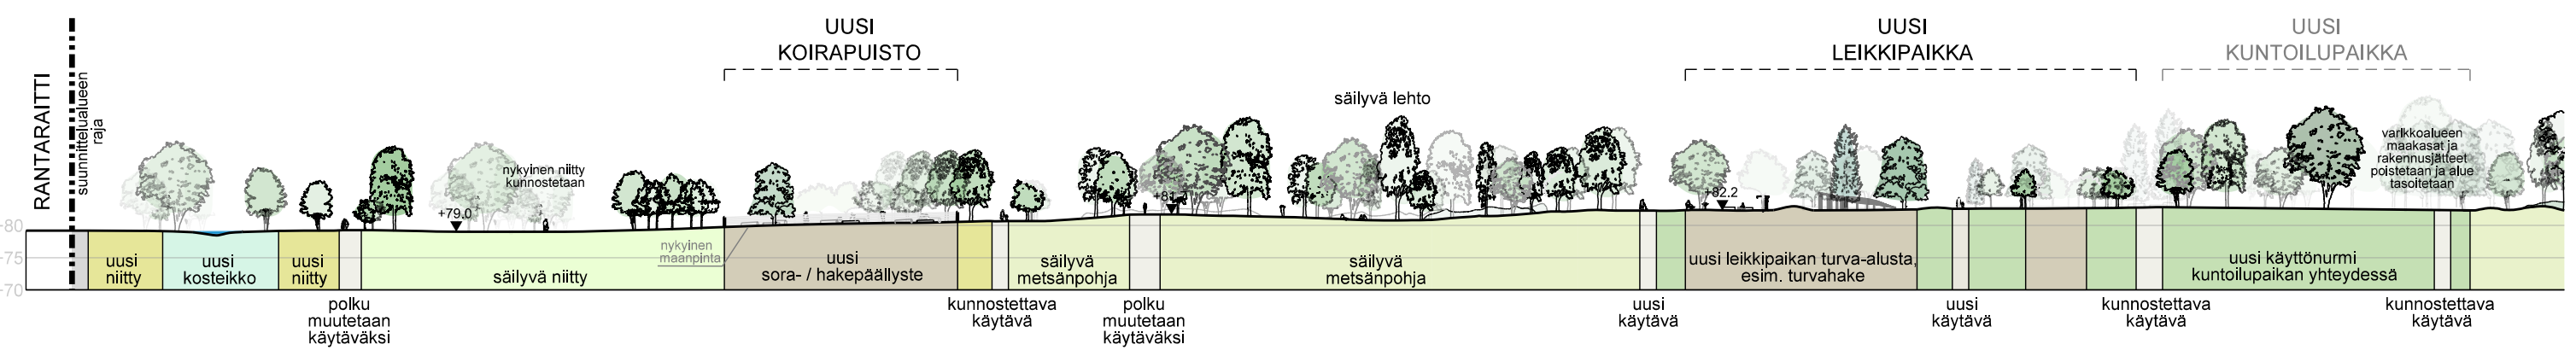 UUSI
KOIRAPUISTO
UUSI
LEIKKIPAIKKA
UUSI
KUNTOILUPAIKKA
RANTARAITTI
suunnittelualueen
raja
säilyvä lehto
nykyinen niitty
kunnostetaan
varikkoalueen
maakasat ja
rakennusjätteet
poistetaan ja alue
tasoitetaan
+79.0
+82.2
+80
+75
+70
nykyinen
maanpinta
uusi
niitty
uusi
kosteikko
uusi
niitty
säilyvä niitty
uusi
sora- / hakepäällyste
säilyvä
metsänpohja
säilyvä
metsänpohja
uusi leikkipaikan turva-alusta,
esim. turvahake
uusi käyttönurmi
kuntoilupaikan yhteydessä
polku
muutetaan
käytäväksi
kunnostettava
käytävä
polku
muutetaan
käytäväksi
uusi
käytävä
uusi
käytävä
kunnostettava
käytävä
kunnostettava
käytävä